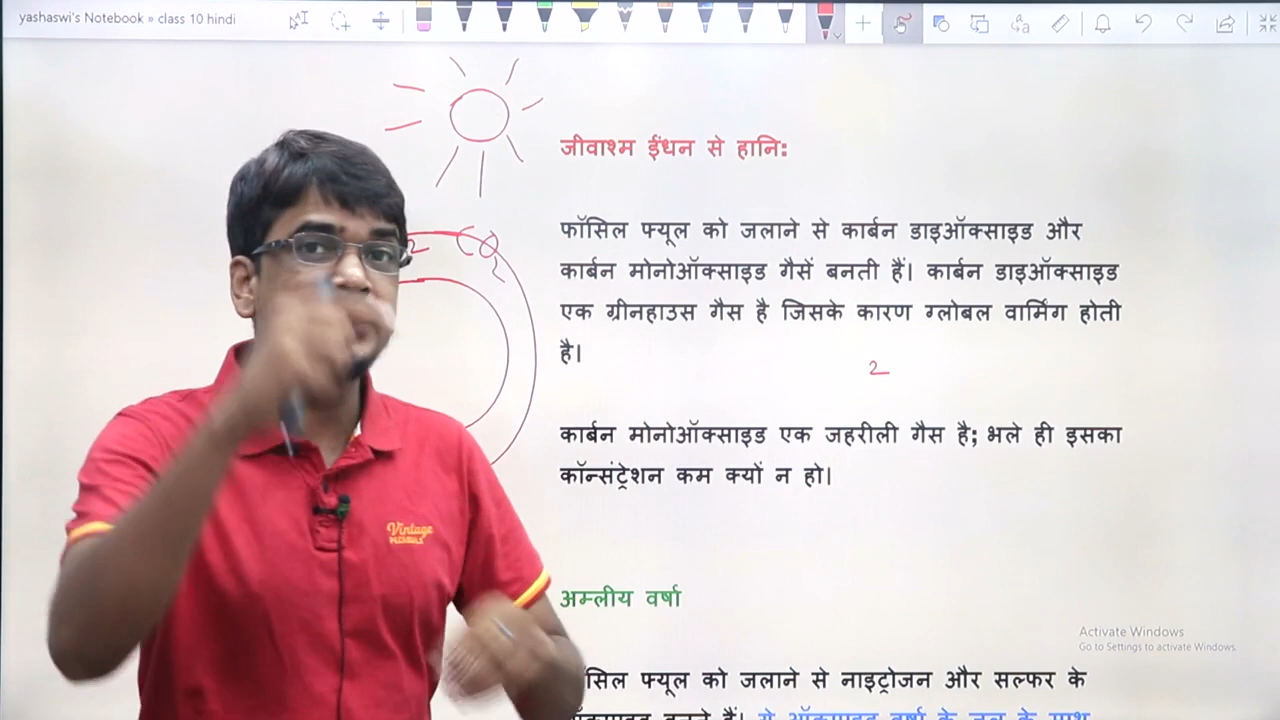 yashaswi's Notebook » class 10 hindi
जीवाश्म ईंधन से हानि:
फॉसिल फ्यूल को जलाने से कार्बन डाइऑक्साइड और
कार्बन मोनोऑक्साइड गैसें बनती हैं। कार्बन डाइऑक्साइड
एक ग्रीनहाउस गैस है जिसके कारण ग्लोबल वार्मिंग होती
है।
2
CO2
2
कार्बन मोनोऑक्साइड एक जहरीली गैस है; भले ही इसका
कॉन्संट्रेशन कम क्यों न हो।
Vintage
अम्लीय वर्षा
Activate Windows
Go to Settings to activate Windows.
फ्यूल को जलाने से नाइट्रोजन और सल्फर के